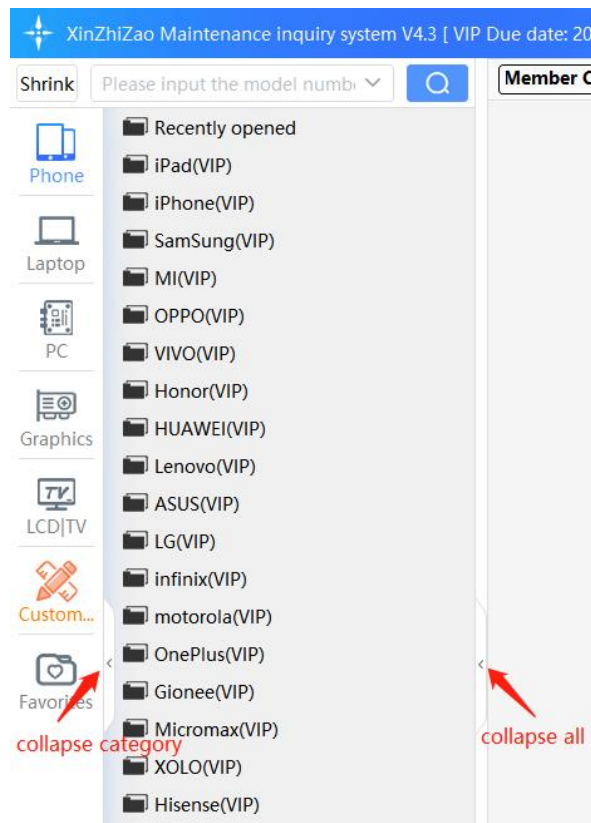 XinZhiZao Maintenance inquiry system V4.3 [ VIP Due date: 20
Shrink
Please input the model numb
Member C
Phone
Laptop
PC
Graphics
LCD|TV
Custom...
Favorites
Recently opened
iPad(VIP)
iPhone(VIP)
SamSung(VIP)
MI(VIP)
OPPO(VIP)
VIVO(VIP)
Honor(VIP)
HUAWEI(VIP)
Lenovo(VIP)
ASUS(VIP)
LG(VIP)
infinix(VIP)
motorola(VIP)
OnePlus(VIP)
Gionee(VIP)
Micromax(VIP)
XOLO(VIP)
Hisense(VIP)
collapse category
collapse all